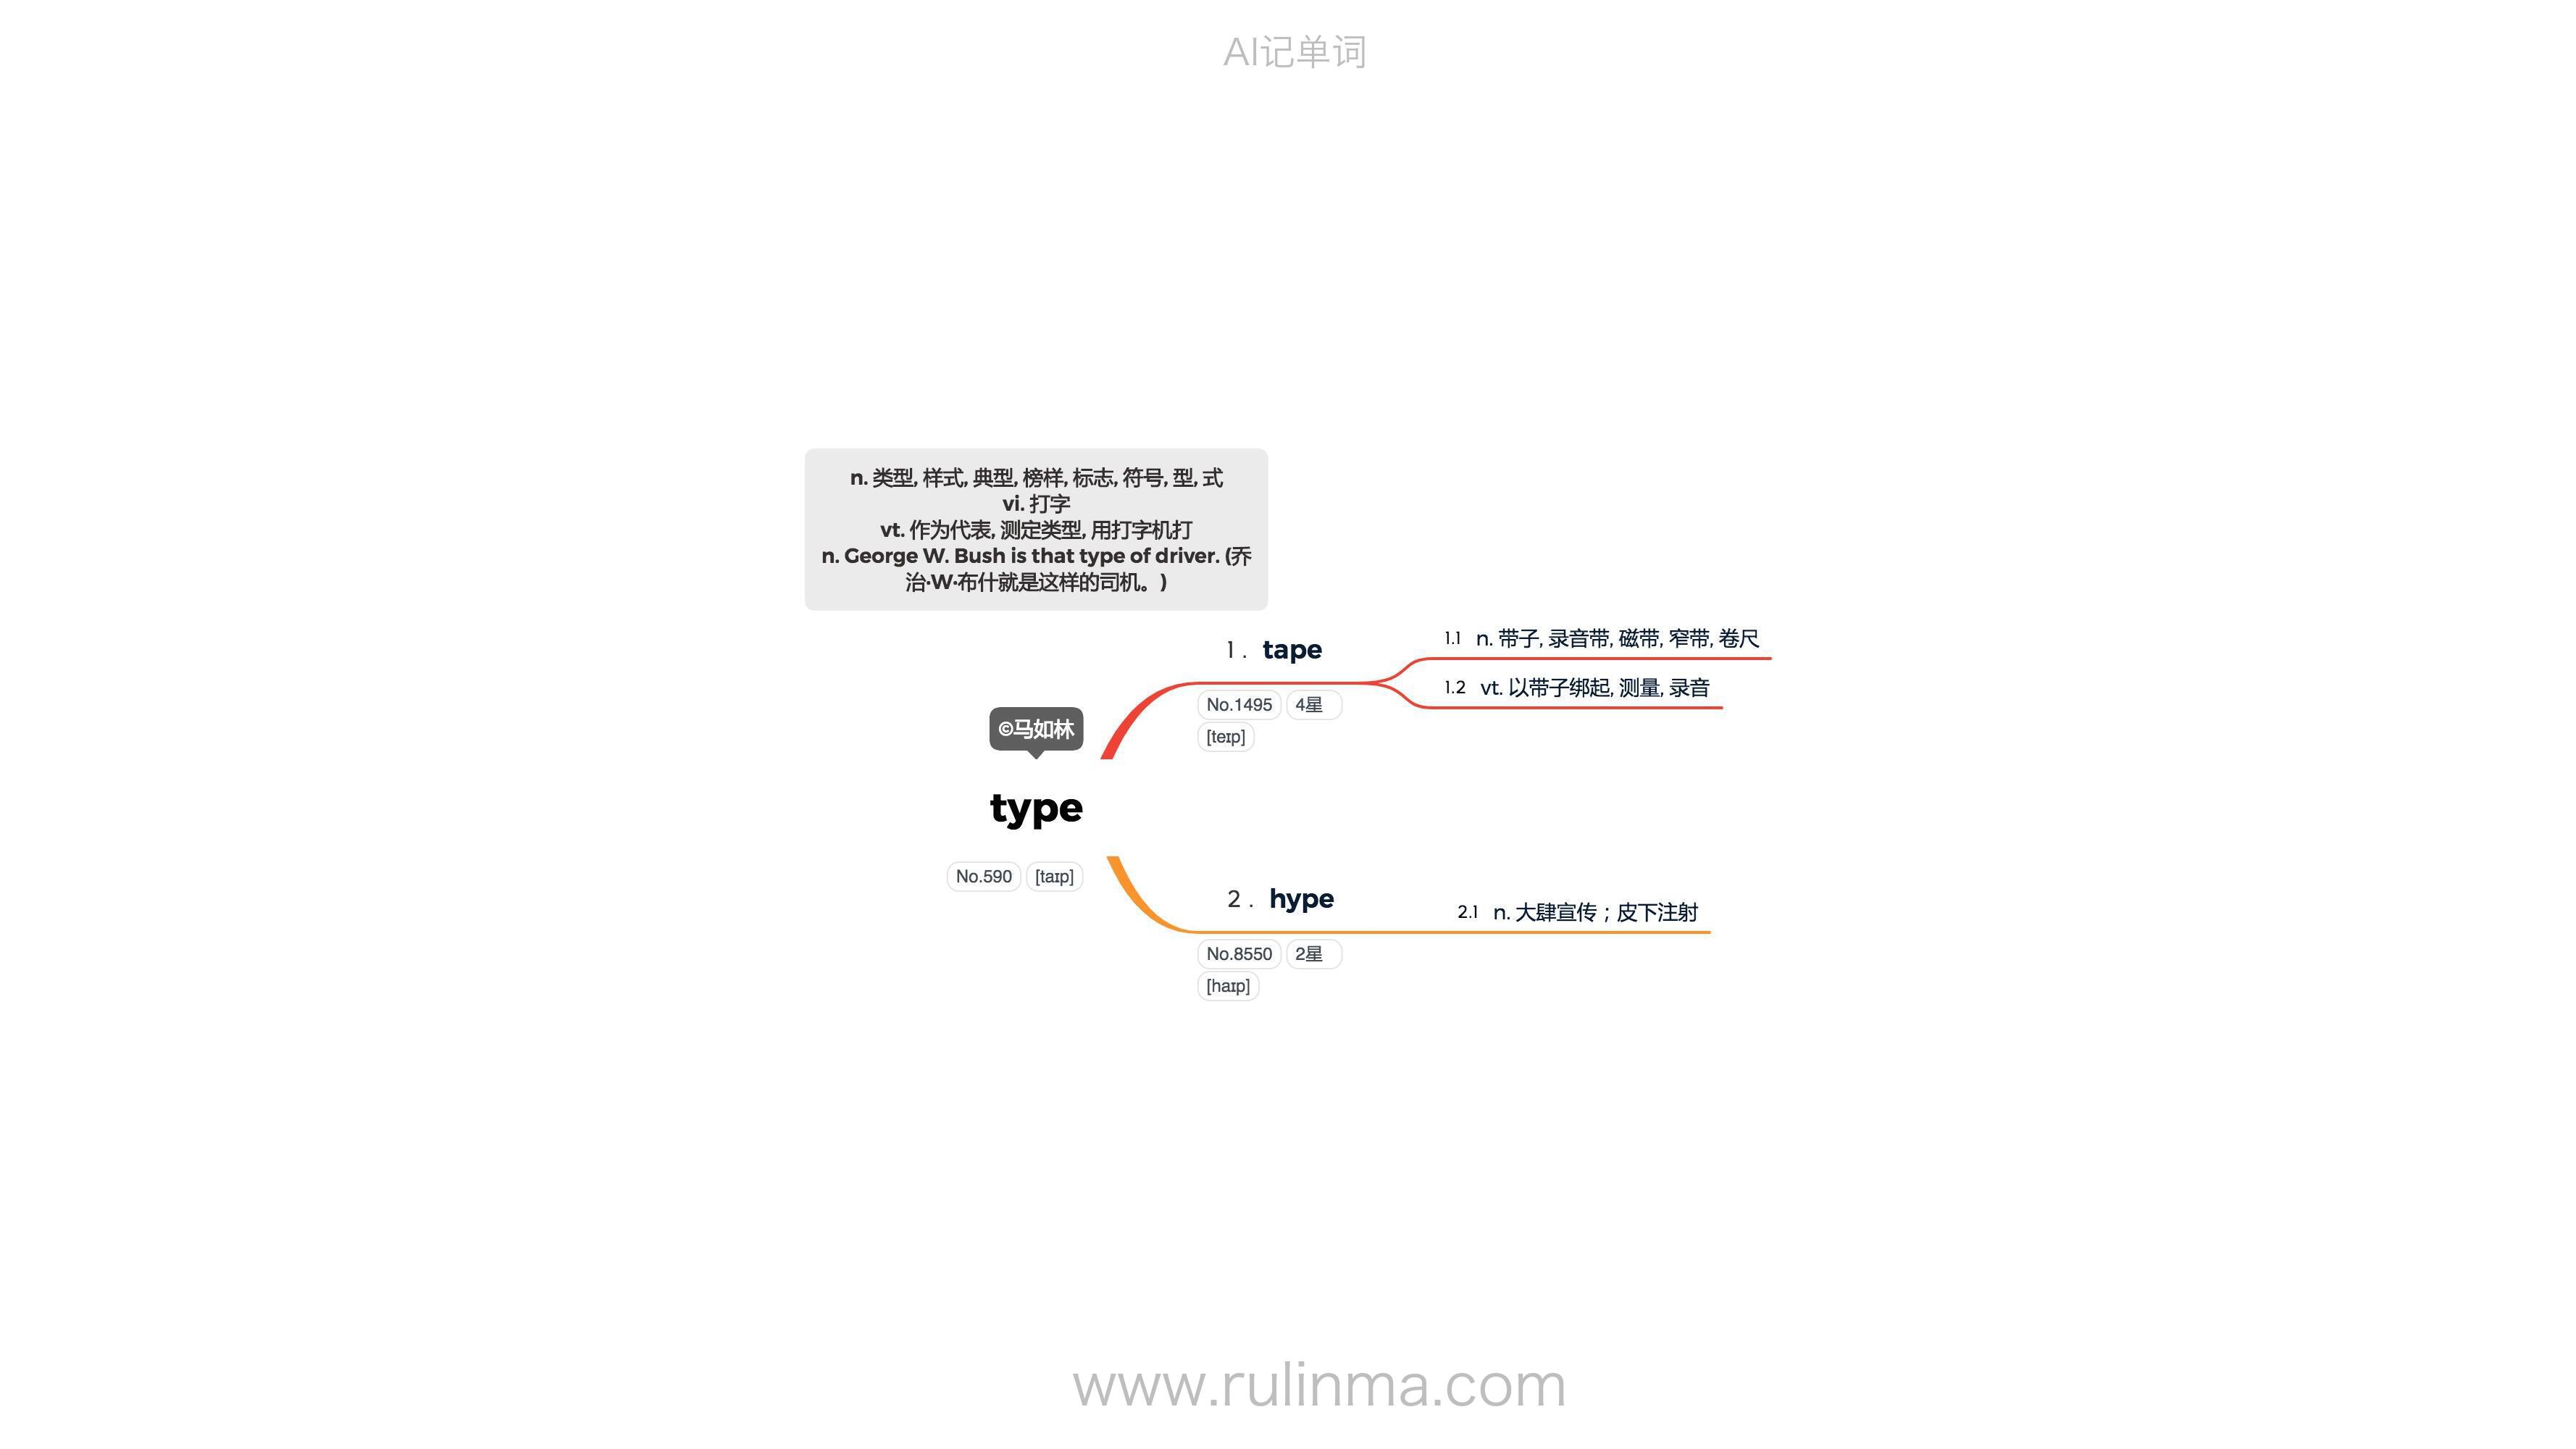 AI记单词
n. 类型, 样式, 典型, 榜样, 标志, 符号, 型, 式
vi. 打字
vt. 作为代表, 测定类型, 用打字机打
n. George W. Bush is that type of driver. (乔
治·W·布什就是这样的司机。)
©马如林
type
No.590 [taɪp]
1 . tape
No.1495 4星
[teɪp]
1.1 n. 带子, 录音带, 磁带, 窄带, 卷尺
1.2 vt. 以带子绑起, 测量, 录音
2 . hype
No.8550 2星
[haɪp]
2.1 n. 大肆宣传；皮下注射
www.rulinma.com